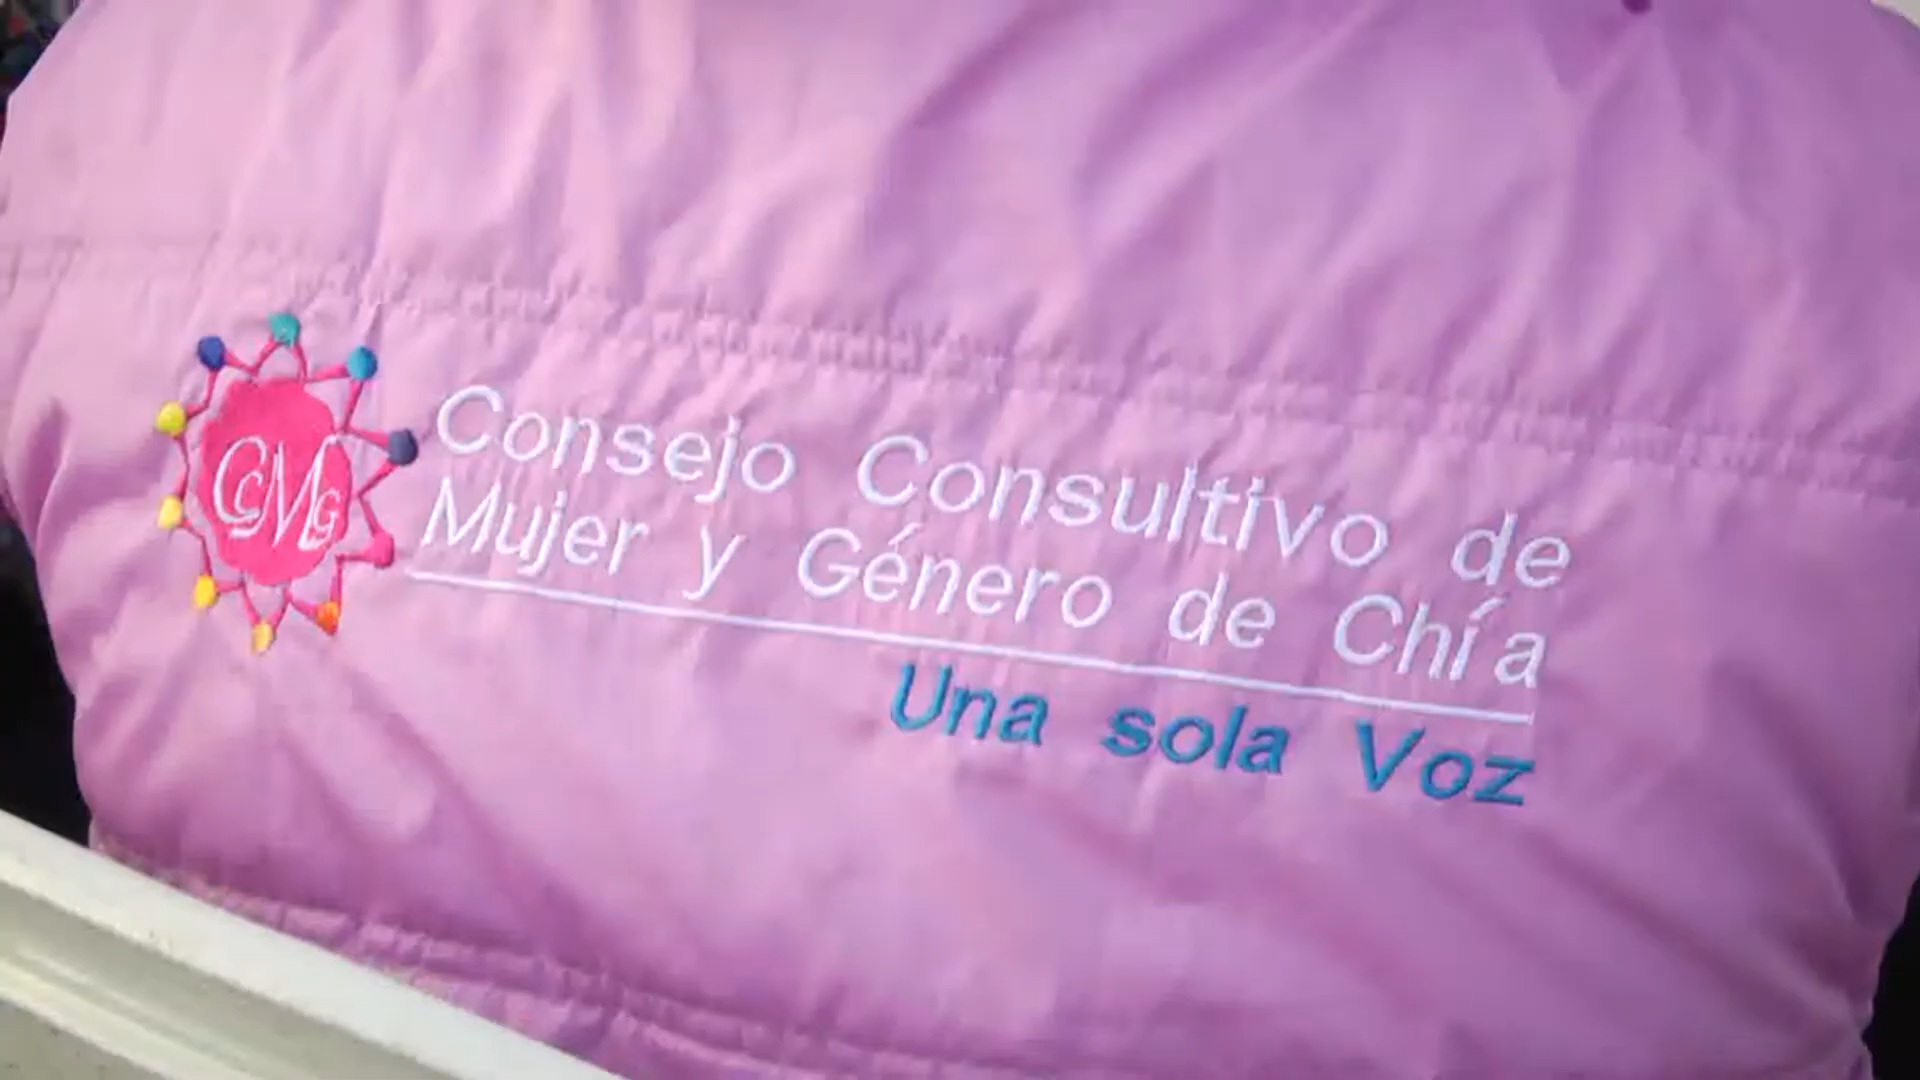 CCMG
Consejo Consultivo de
Mujer y Género de Chía
Una sola Voz